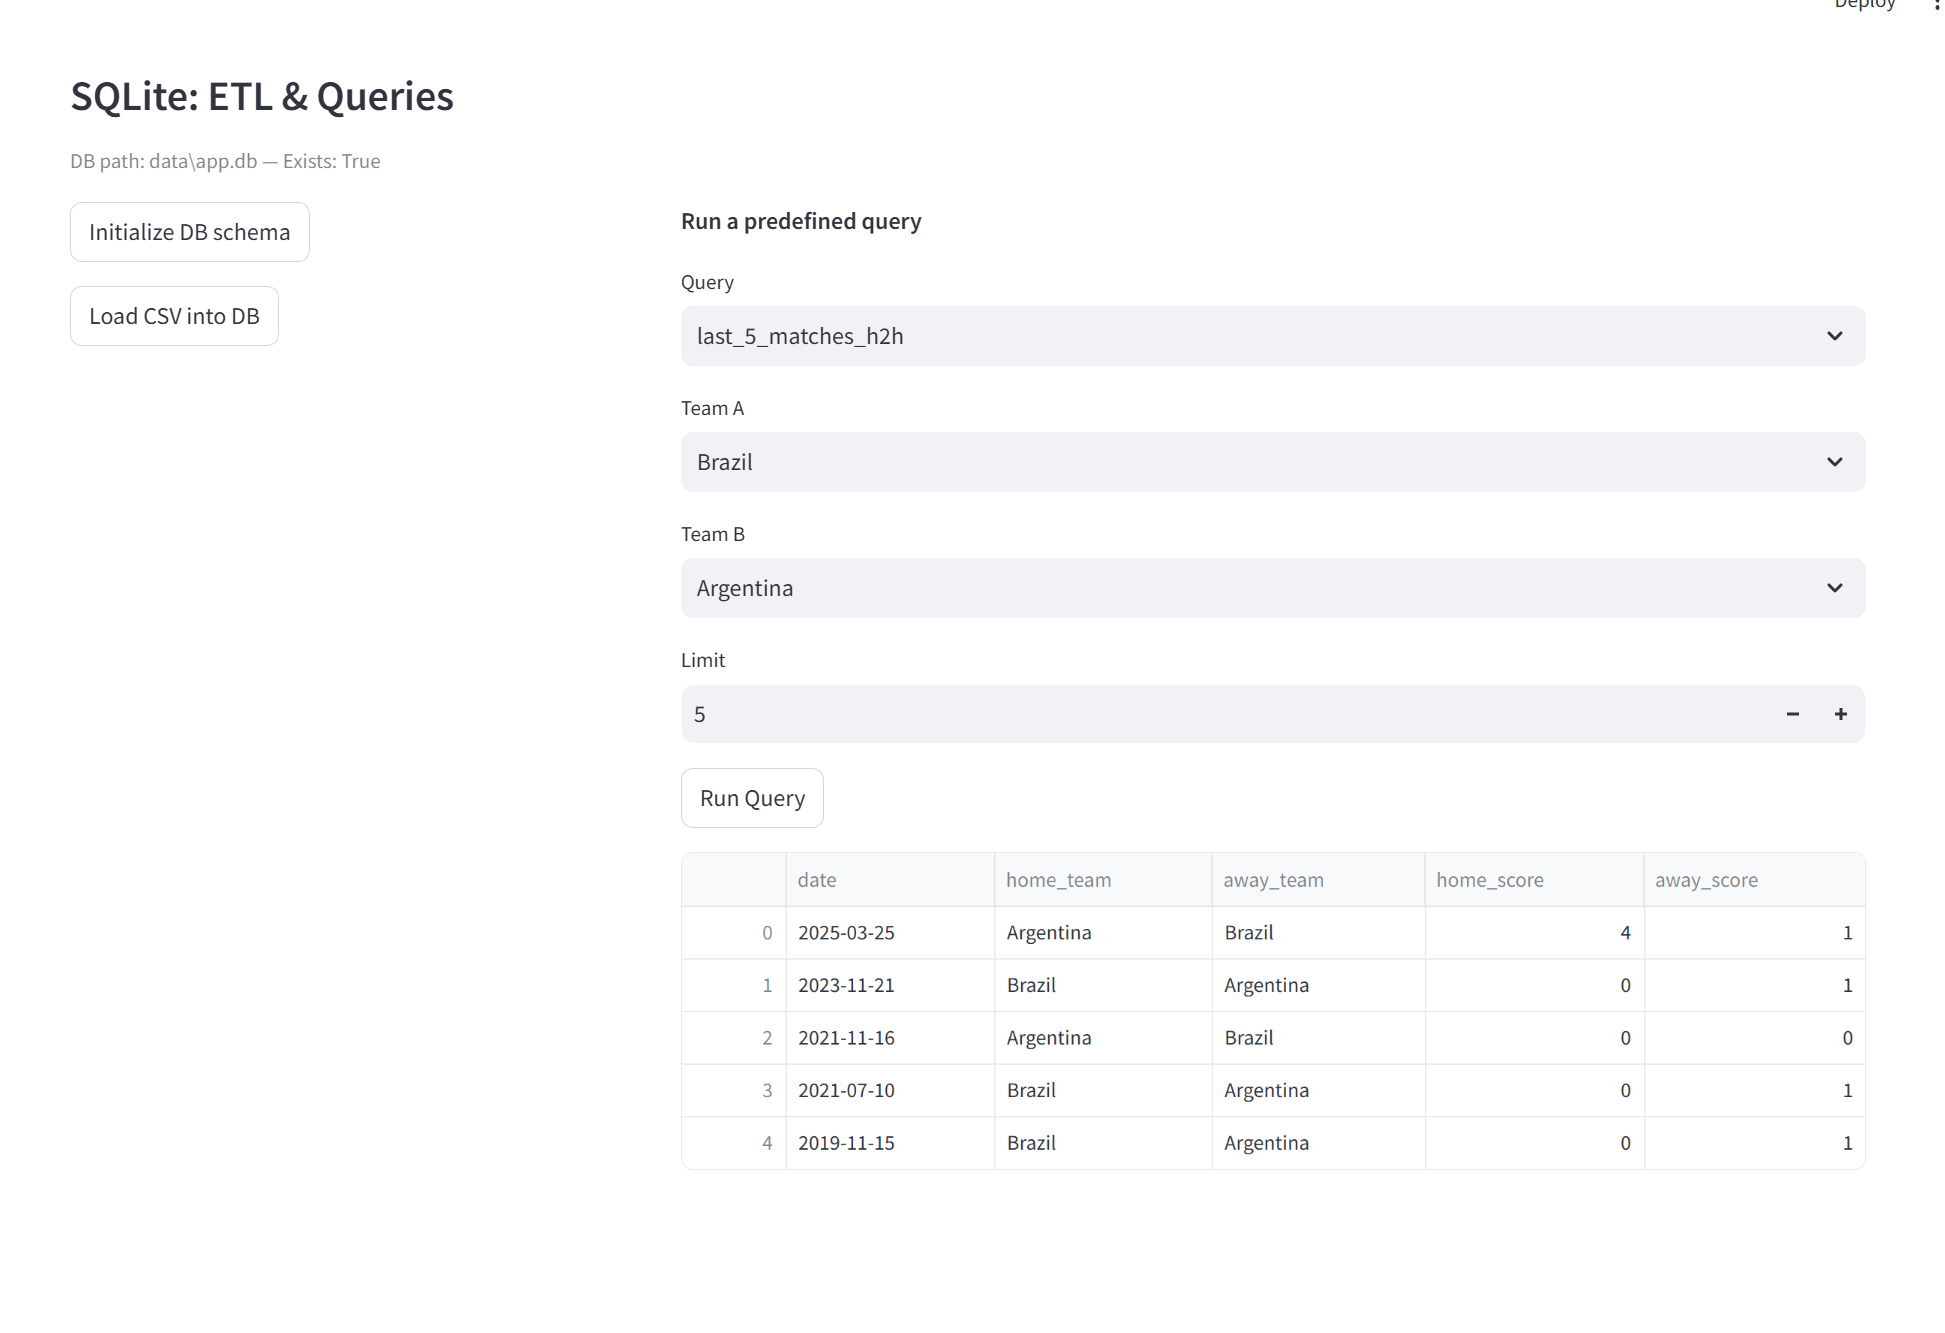 Deploy
SQLite: ETL & Queries
DB path: data\app.db — Exists: True
Initialize DB schema
Load CSV into DB
Run a predefined query
Query
last_5_matches_h2h
Team A
Brazil
Team B
Argentina
Limit
5
Run Query
date home_team away_team home_score away_score
0 2025-03-25 Argentina Brazil 4 1
1 2023-11-21 Brazil Argentina 0 1
2 2021-11-16 Argentina Brazil 0 0
3 2021-07-10 Brazil Argentina 0 1
4 2019-11-15 Brazil Argentina 0 1